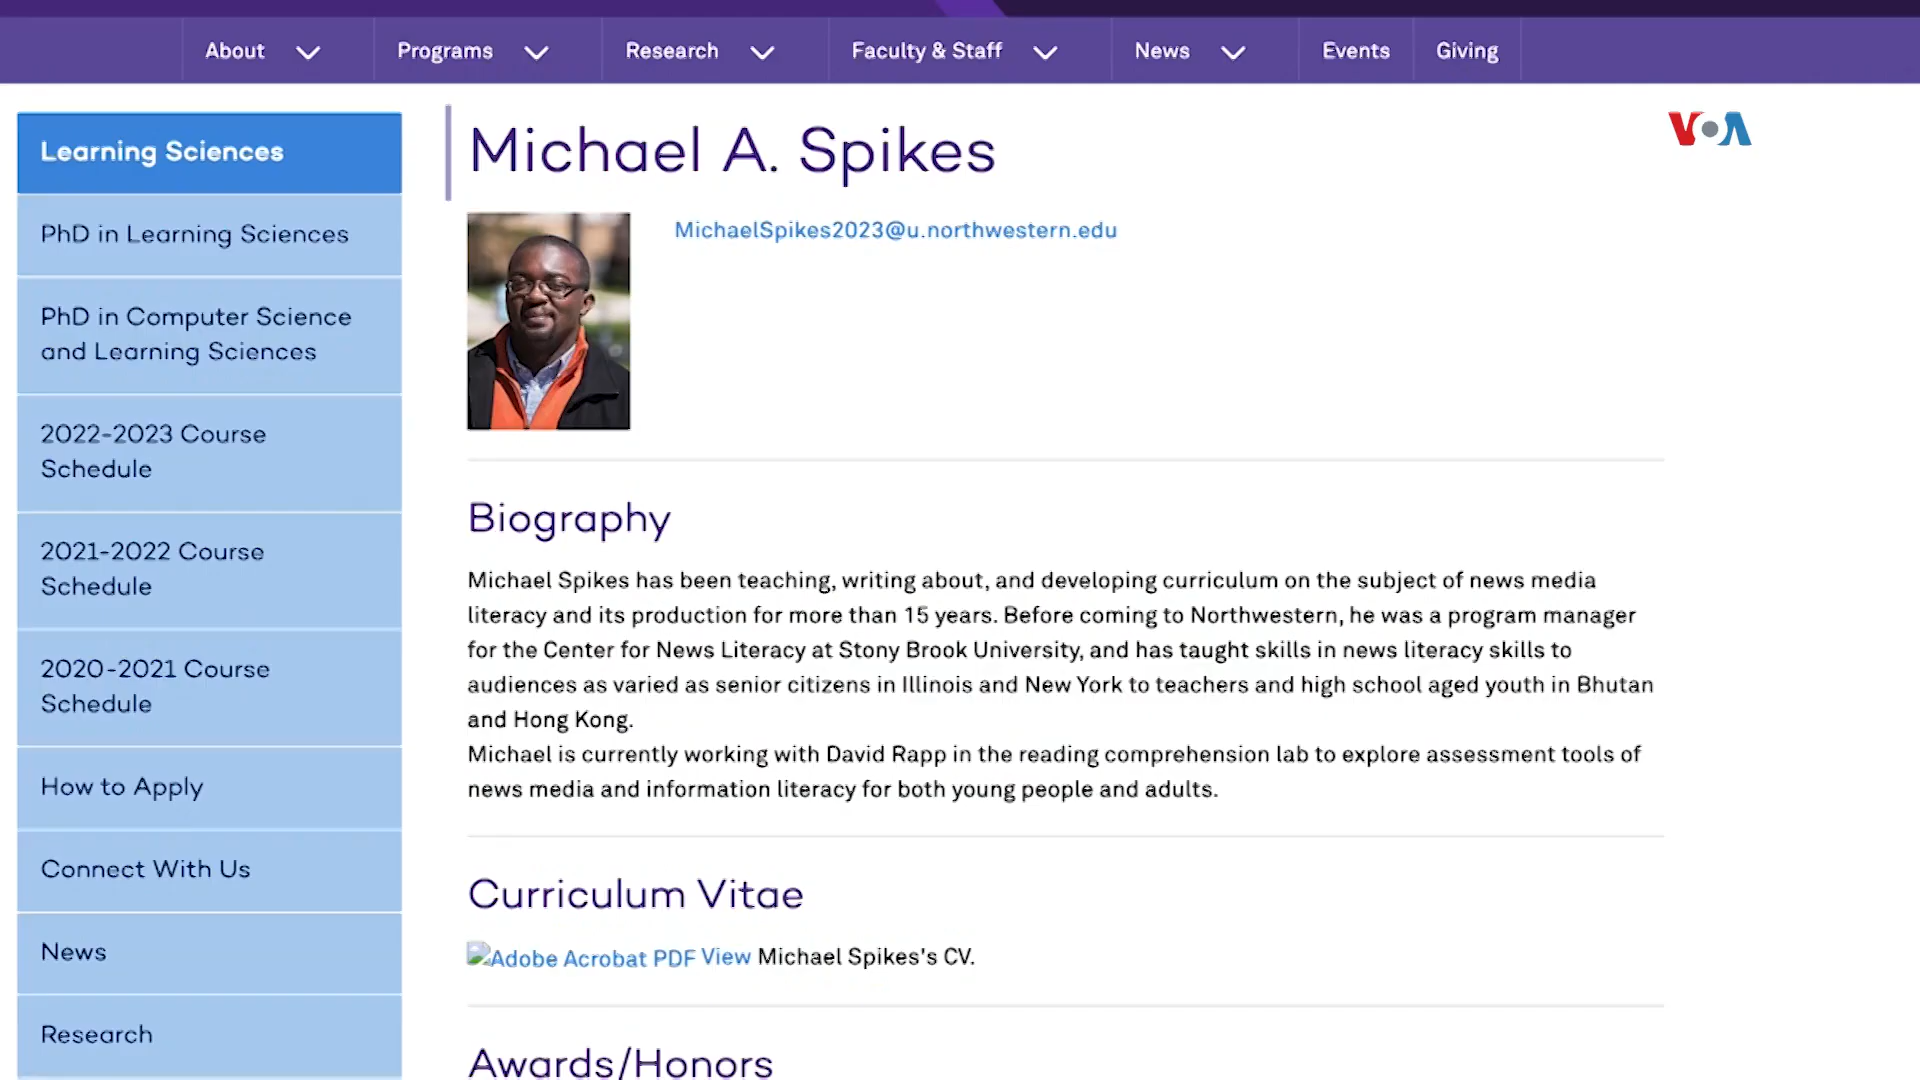 About
Programs
Research
Faculty & Staff
News
Events
Giving
Learning Sciences
PhD in Learning Sciences
PhD in Computer Science
and Learning Sciences
2022-2023 Course
Schedule
2021-2022 Course
Schedule
2020-2021 Course
Schedule
How to Apply
Connect With Us
News
Research
VOA
Michael A. Spikes
MichaelSpikes2023@u.northwestern.edu
Biography
Michael Spikes has been teaching, writing about, and developing curriculum on the subject of news media
literacy and its production for more than 15 years. Before coming to Northwestern, he was a program manager
for the Center for News Literacy at Stony Brook University, and has taught skills in news literacy skills to
audiences as varied as senior citizens in Illinois and New York to teachers and high school aged youth in Bhutan
and Hong Kong.
Michael is currently working with David Rapp in the reading comprehension lab to explore assessment tools of
news media and information literacy for both young people and adults.
Curriculum Vitae
Adobe Acrobat PDF View Michael Spikes's CV.
Awards/Honors